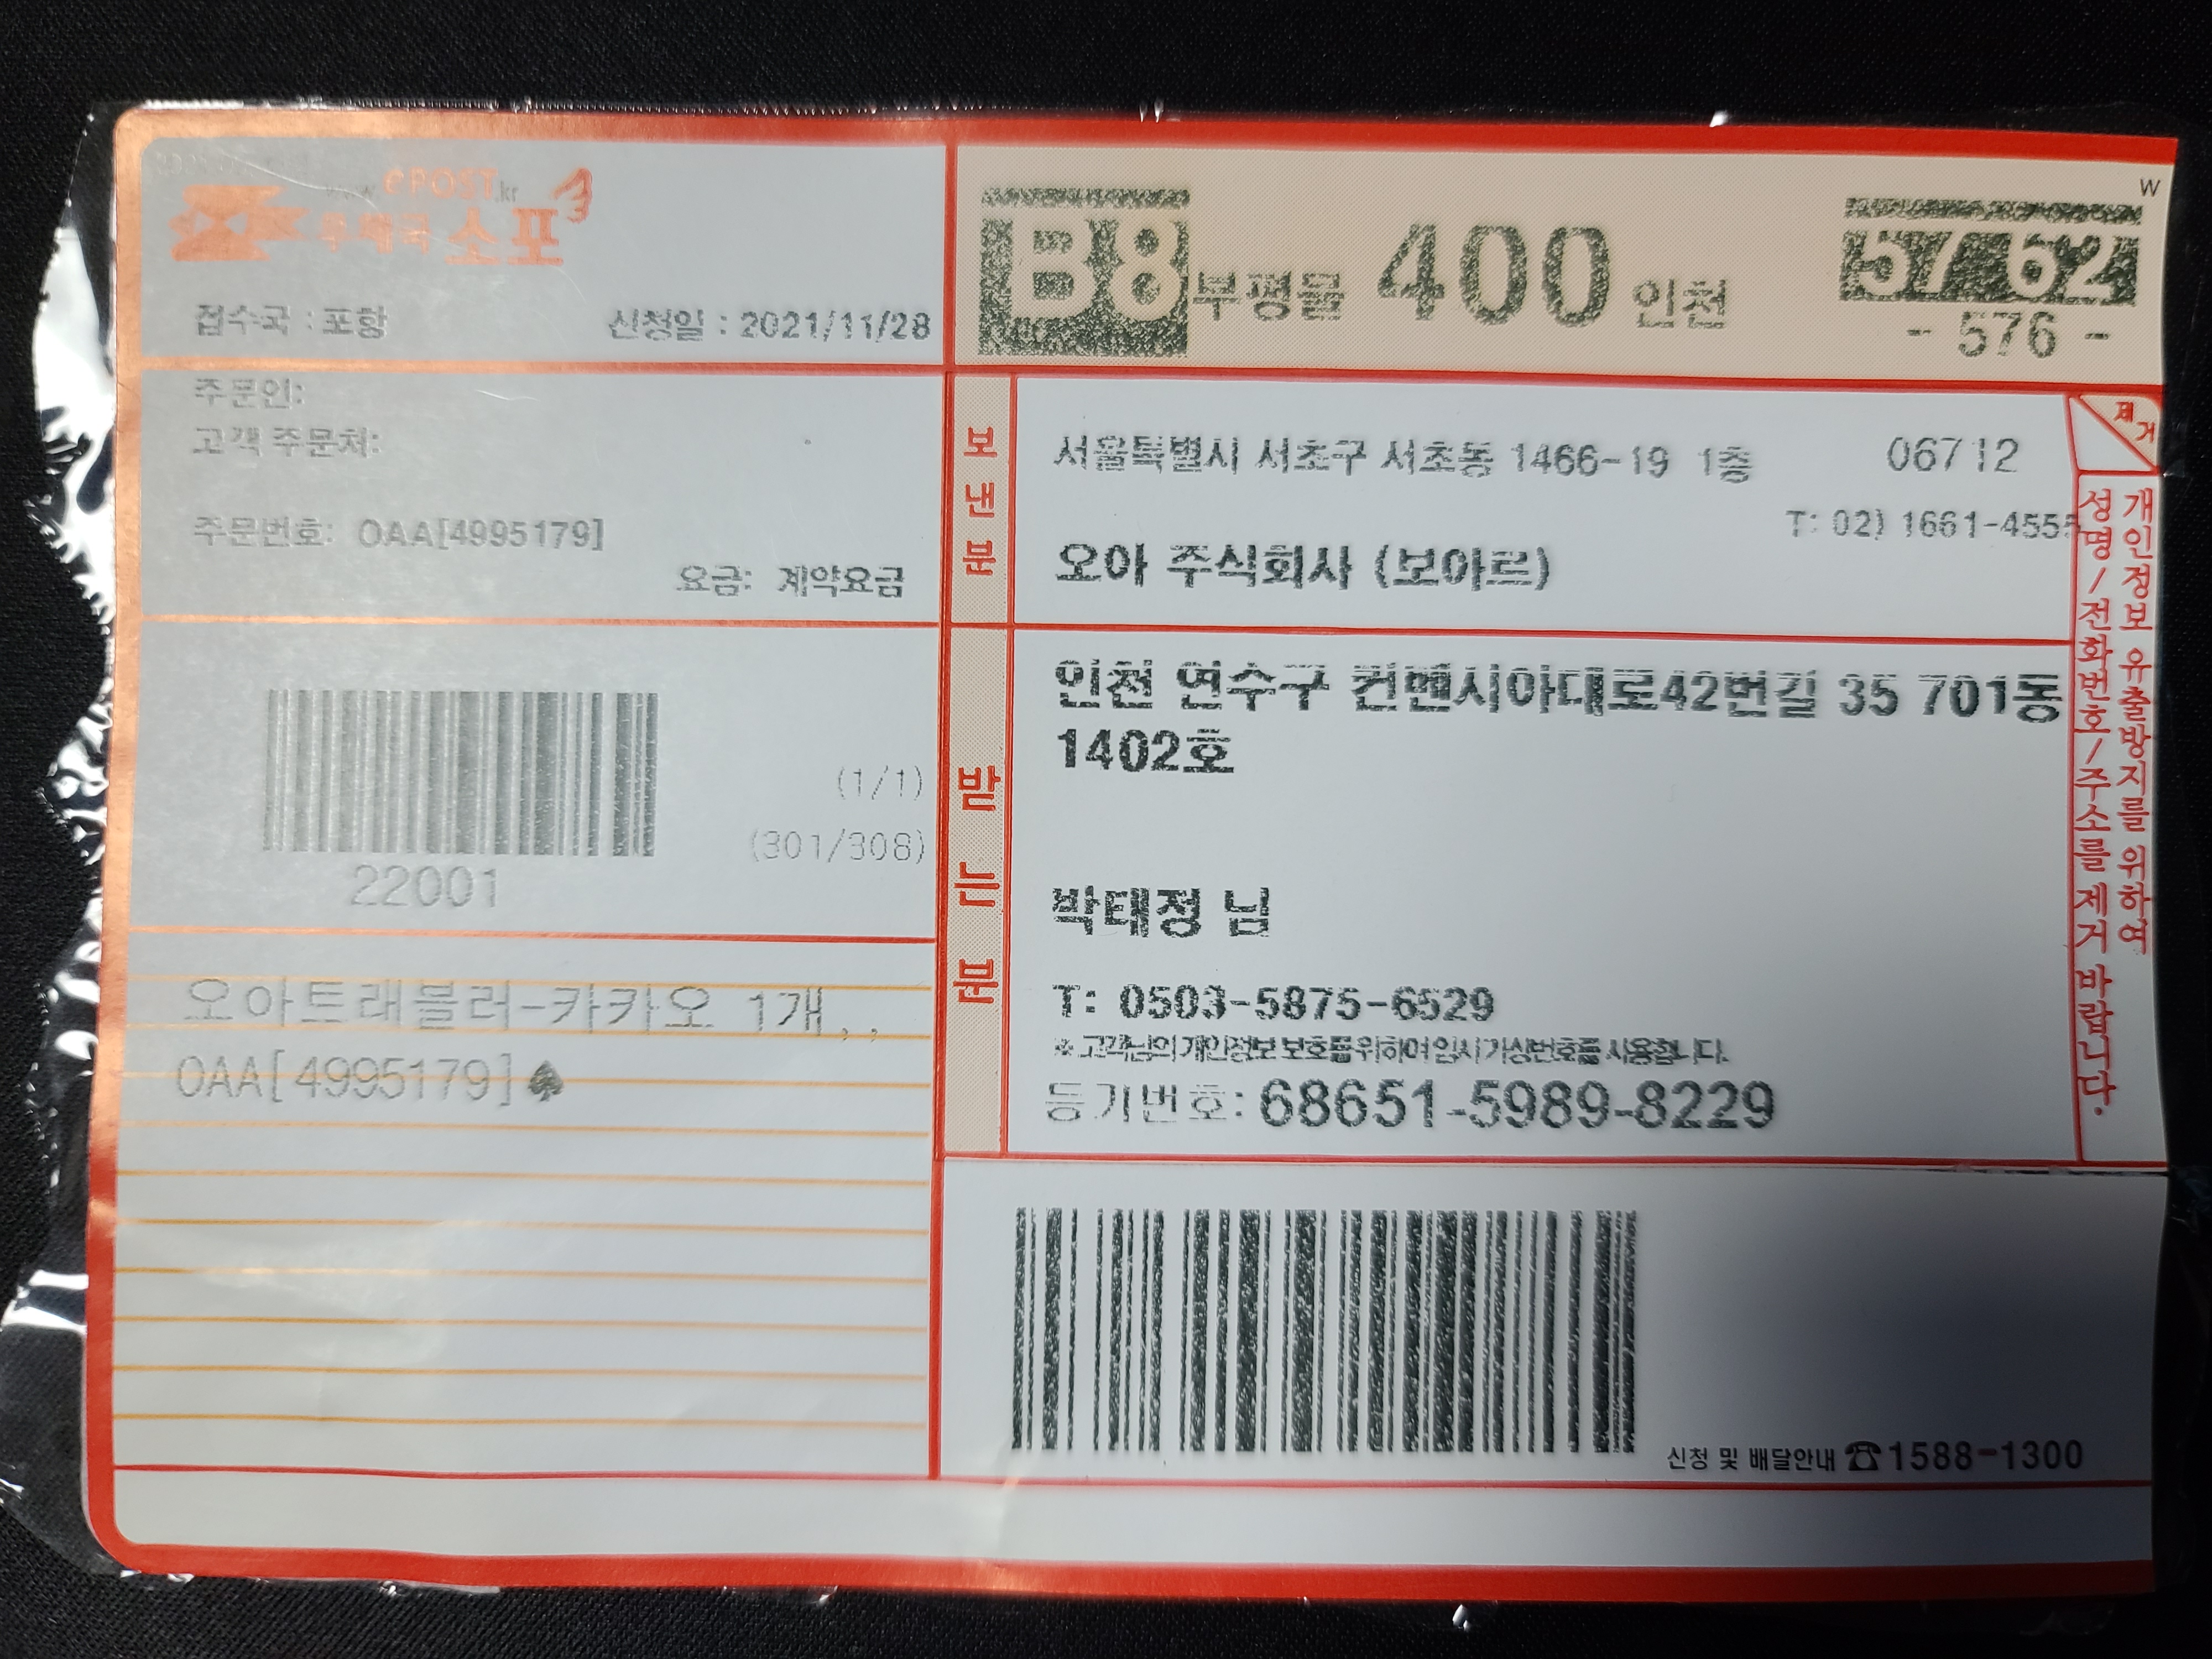 ePOST.kr
우체국 소포
접수국 : 포항 신청일 : 2021/11/28
주문인:
고객 주문처:
주문번호: OAA[4995179]
요금: 계약요금
(1/1)
(301/308)
22001
오아트래블러-카카오 1개, ,
OAA[4995179]♠
W
B8 부평물 400 인천 57 62
- 576 -
보낸분
서울특별시 서초구 서초동 1466-19 1층 06712
T: 02) 1661-4555
오아 주식회사 (보아르)
받는분
인천 연수구 컨벤시아대로42번길 35 701동
1402호
박태정 님
T: 0503-5875-6529
※고객님의 개인정보 보호를 위하여 임시 가상번호를 사용합니다.
등기번호: 68651-5989-8229
제거
개인정보 유출방지를 위하여
성명/전화번호/주소를 제거 바랍니다.
신청 및 배달안내 ☎1588-1300